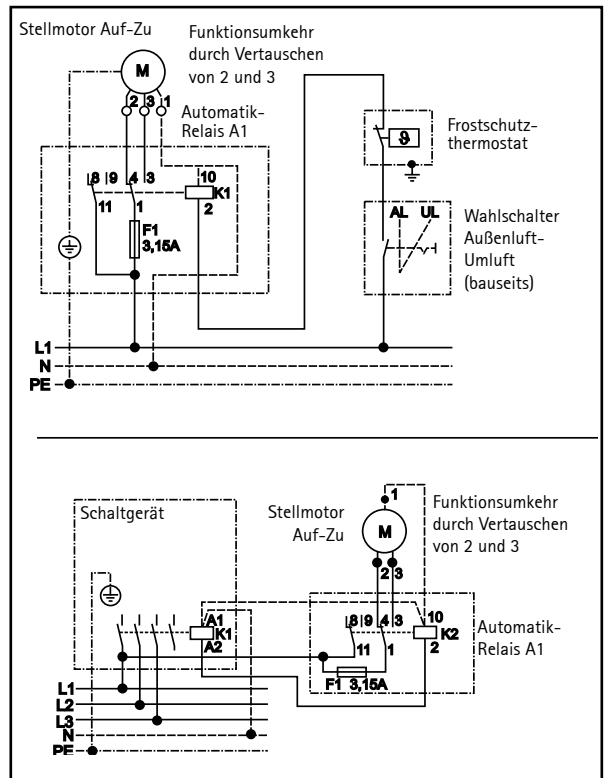 Stellmotor Auf-Zu
Funktionsumkehr
durch Vertauschen
von 2 und 3
M
2 3 1
Automatik-
Relais A1
8 9 4 3
10
K1
11 1 2
F1
3,15A
Frostschutz-
thermostat
ϑ
AL UL
Wahlschalter
Außenluft-
Umluft
(bauseits)
L1
N
PE
Schaltgerät
Stellmotor
Auf-Zu
1
M
2 3
Funktionsumkehr
durch Vertauschen
von 2 und 3
A1
K1
A2
8 9 4 3
10
K2
11 1 2
F1 3,15A
Automatik-
Relais A1
L1
L2
L3
N
PE